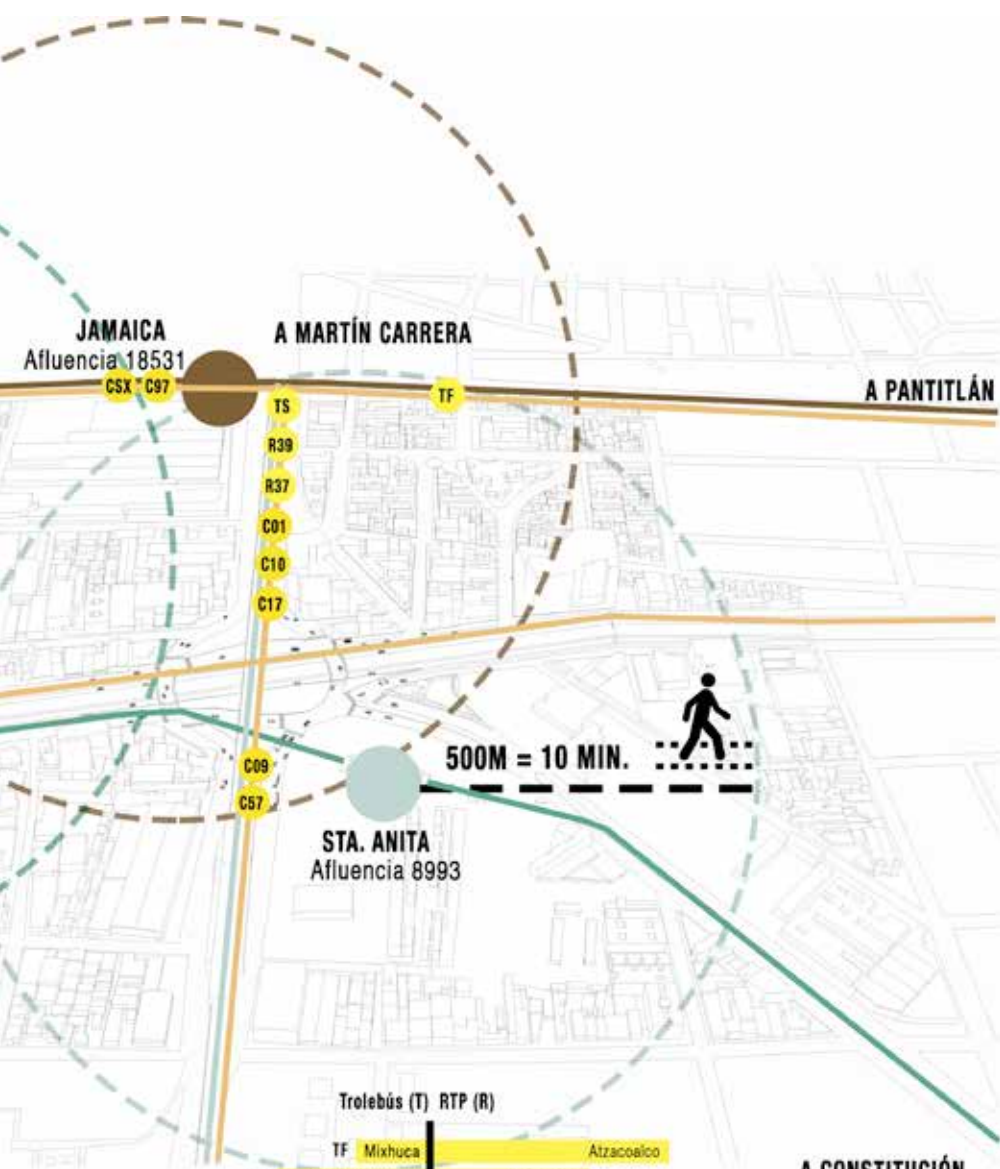 JAMAICA
Afluencia 18531
A MARTÍN CARRERA
CSX
C97
TS
TF
A PANTITLÁN
R39
R37
C01
C10
C17
C09
C57
500M = 10 MIN.
STA. ANITA
Afluencia 8993
Trolebús (T) RTP (R)
TF Mixhuca Atzacoalco
A CONSTITUCIÓN